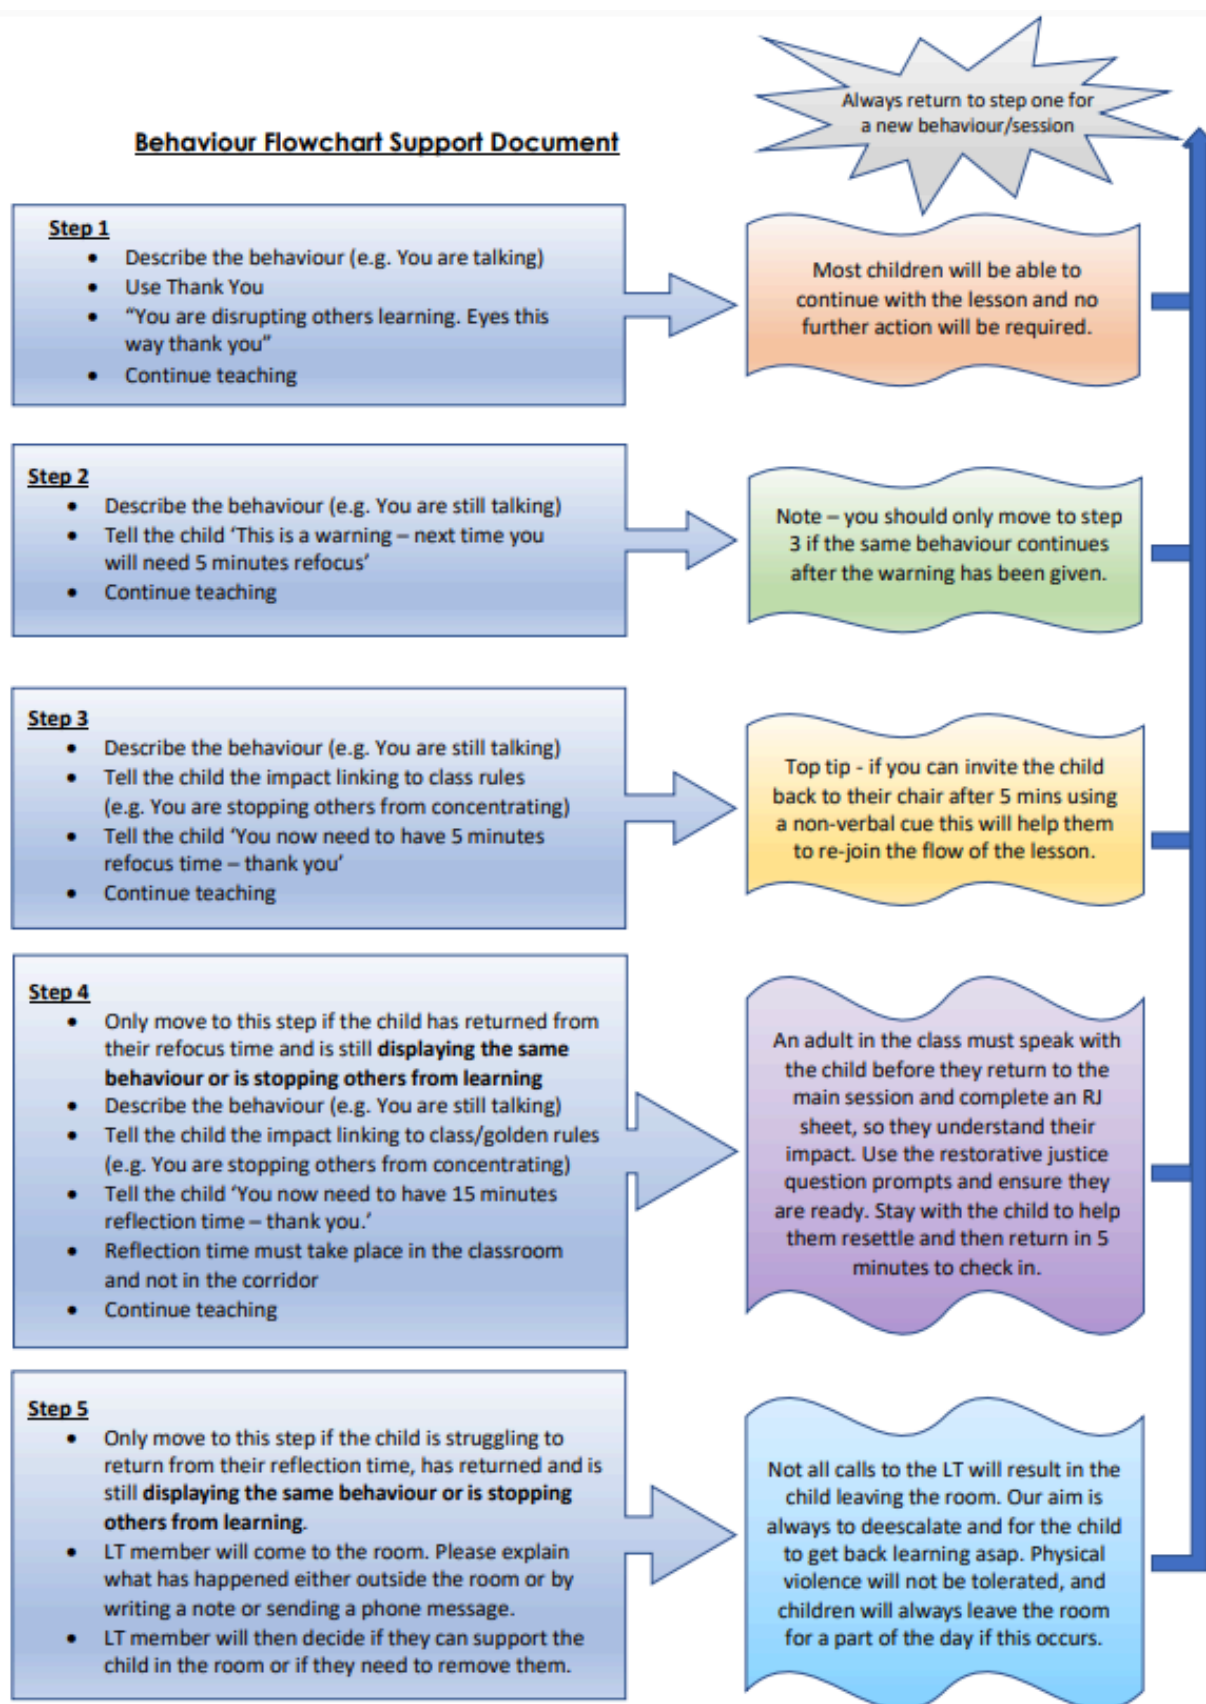 Always return to step one for
a new behaviour/session
Behaviour Flowchart Support Document
Step 1
• Describe the behaviour (e.g. You are talking)
• Use Thank You
• “You are disrupting others learning. Eyes this
way thank you”
• Continue teaching
Most children will be able to
continue with the lesson and no
further action will be required.
Step 2
• Describe the behaviour (e.g. You are still talking)
• Tell the child ‘This is a warning – next time you
will need 5 minutes refocus’
• Continue teaching
Note – you should only move to step
3 if the same behaviour continues
after the warning has been given.
Step 3
• Describe the behaviour (e.g. You are still talking)
• Tell the child the impact linking to class rules
(e.g. You are stopping others from concentrating)
• Tell the child ‘You now need to have 5 minutes
refocus time – thank you’
• Continue teaching
Top tip - if you can invite the child
back to their chair after 5 mins using
a non-verbal cue this will help them
to re-join the flow of the lesson.
Step 4
• Only move to this step if the child has returned from
their refocus time and is still displaying the same
behaviour or is stopping others from learning
• Describe the behaviour (e.g. You are still talking)
• Tell the child the impact linking to class/golden rules
(e.g. You are stopping others from concentrating)
• Tell the child ‘You now need to have 15 minutes
reflection time – thank you.’
• Reflection time must take place in the classroom
and not in the corridor
• Continue teaching
An adult in the class must speak with
the child before they return to the
main session and complete an RJ
sheet, so they understand their
impact. Use the restorative justice
question prompts and ensure they
are ready. Stay with the child to help
them resettle and then return in 5
minutes to check in.
Step 5
• Only move to this step if the child is struggling to
return from their reflection time, has returned and is
still displaying the same behaviour or is stopping
others from learning.
• LT member will come to the room. Please explain
what has happened either outside the room or by
writing a note or sending a phone message.
• LT member will then decide if they can support the
child in the room or if they need to remove them.
Not all calls to the LT will result in the
child leaving the room. Our aim is
always to deescalate and for the child
to get back learning asap. Physical
violence will not be tolerated, and
children will always leave the room
for a part of the day if this occurs.